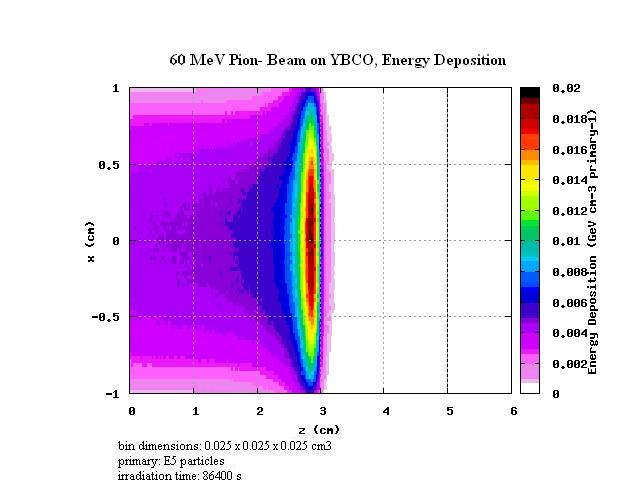 60 MeV Pion- Beam on YBCO, Energy Deposition
1
0.5
0
-0.5
-1
x (cm)
0 1 2 3 4 5 6
z (cm)
0.02
0.018
0.016
0.014
0.012
0.01
0.008
0.006
0.004
0.002
0
Energy Deposition (GeV cm-3 primary-1)
bin dimensions: 0.025 x 0.025 x 0.025 cm3
primary: E5 particles
irradiation time: 86400 s